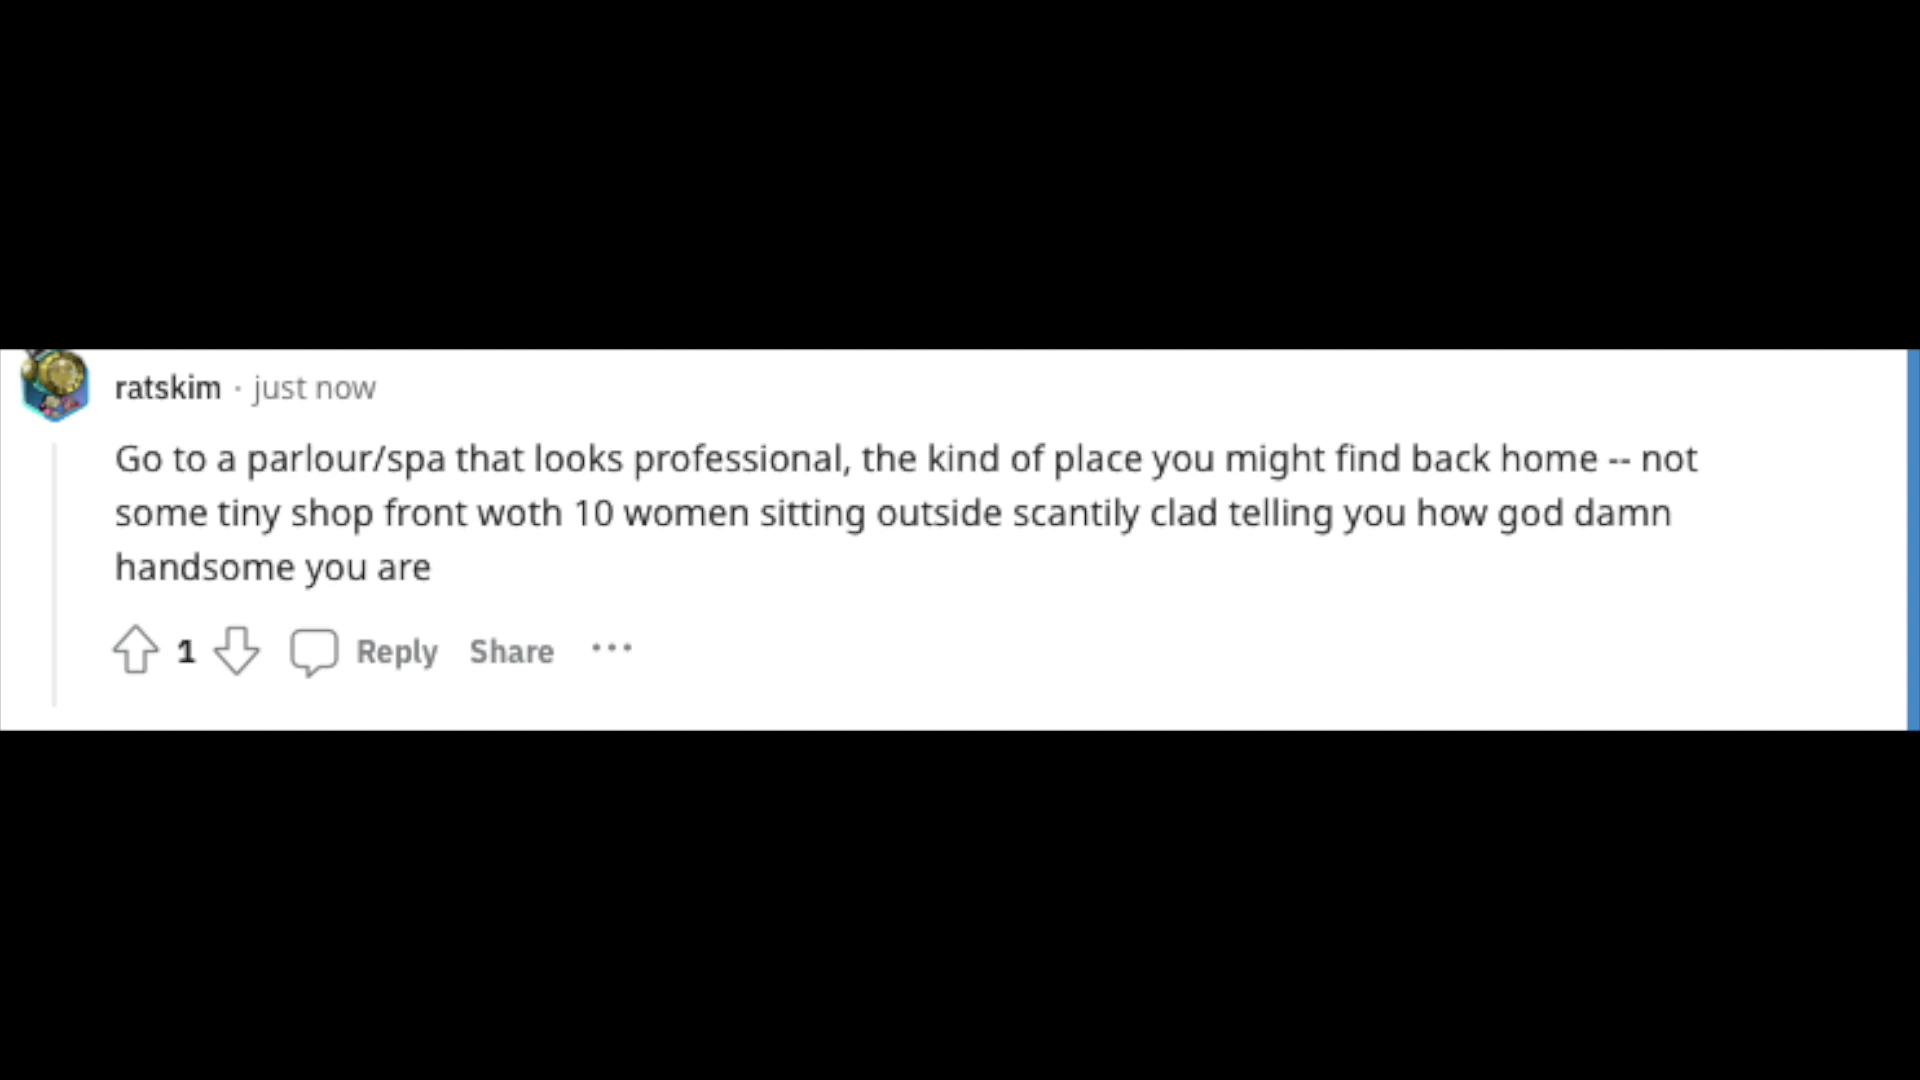 ratskim · just now
Go to a parlour/spa that looks professional, the kind of place you might find back home -- not
some tiny shop front woth 10 women sitting outside scantily clad telling you how god damn
handsome you are
1 Reply Share ···